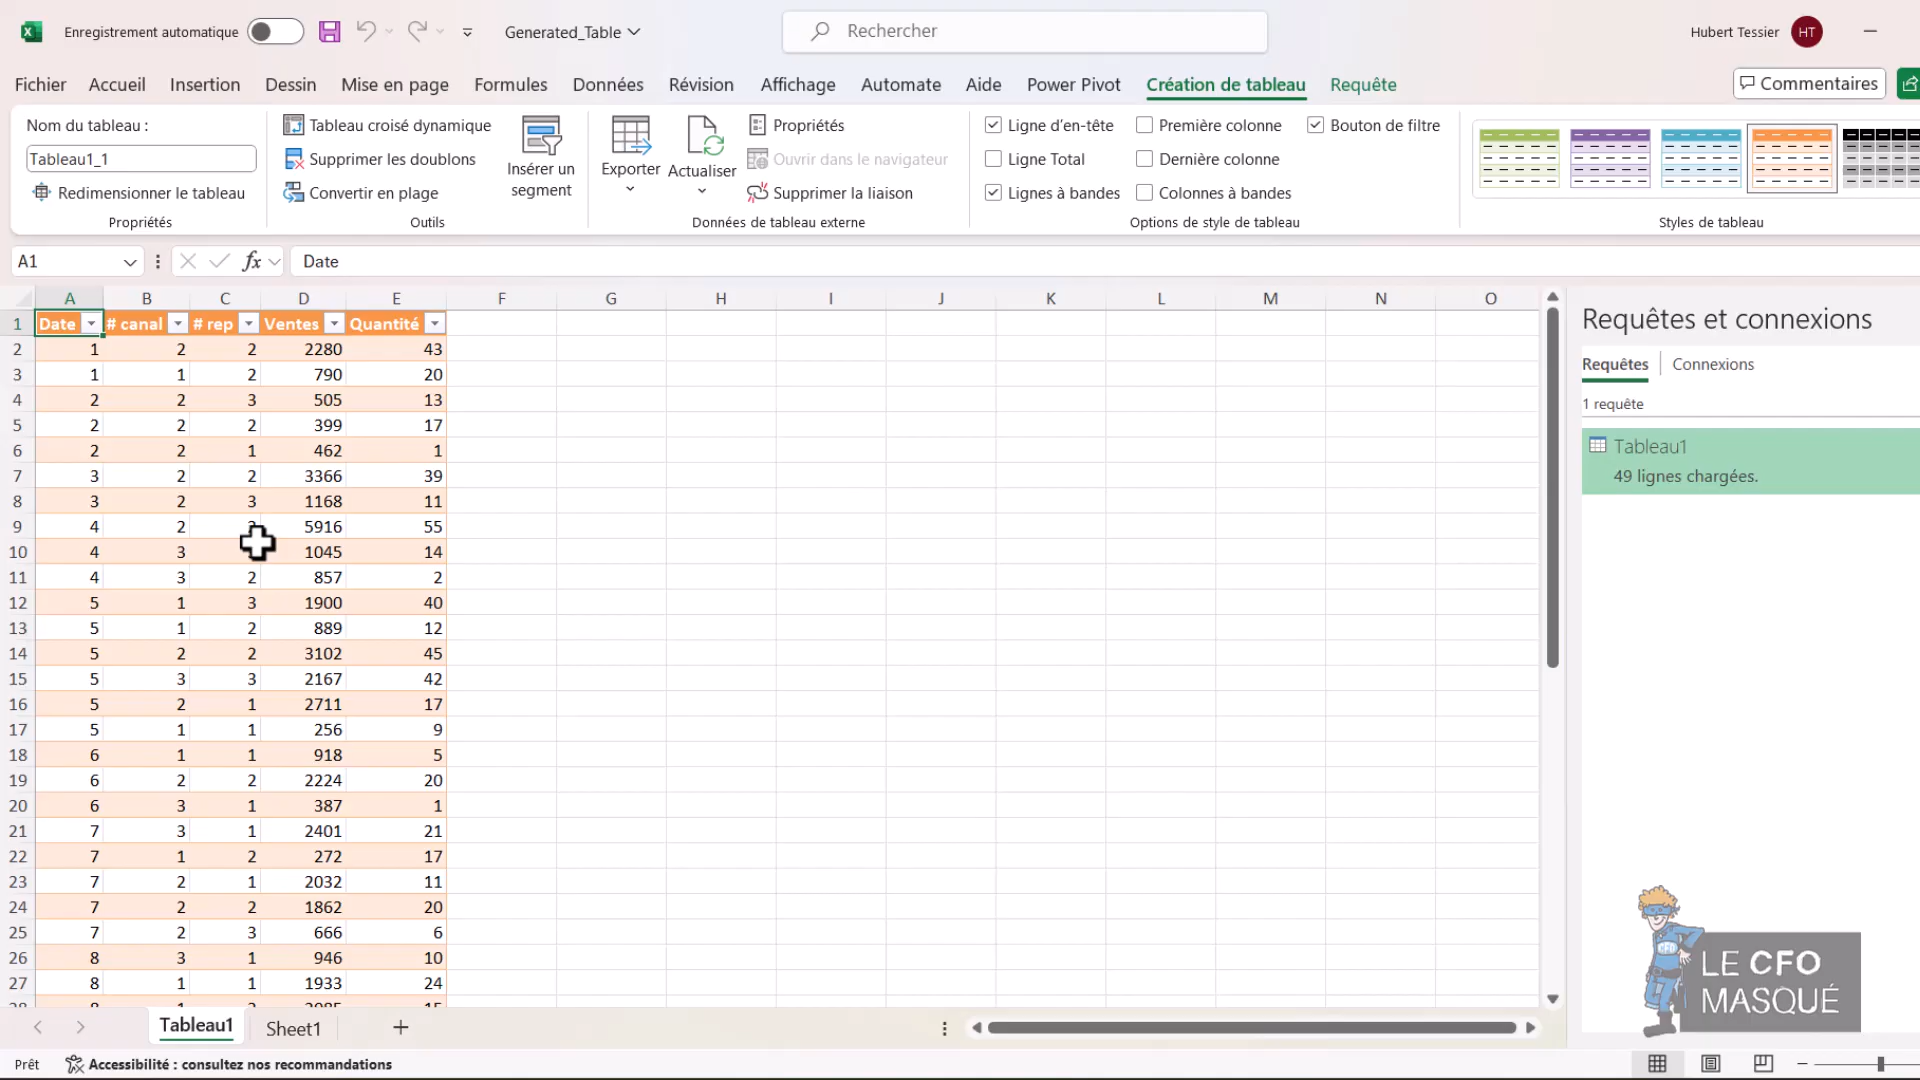 Enregistrement automatique
Generated_Table
Rechercher
Hubert Tessier HT
Fichier Accueil Insertion Dessin Mise en page Formules Données Révision Affichage Automate Aide Power Pivot Création de tableau Requête
Commentaires
Nom du tableau :
Tableau1_1
Redimensionner le tableau
Propriétés
Tableau croisé dynamique
Supprimer les doublons
Convertir en plage
Insérer un
segment
Outils
Exporter
Actualiser
Propriétés
Ouvrir dans le navigateur
Supprimer la liaison
Données de tableau externe
Ligne d'en-tête
Première colonne
Bouton de filtre
Ligne Total
Dernière colonne
Lignes à bandes
Colonnes à bandes
Options de style de tableau
Styles de tableau
A1 fx Date
A B C D E F G H I J K L M N O
1 Date # canal # rep Ventes Quantité
2 1 2 2 2280 43
3 1 1 2 790 20
4 2 2 3 505 13
5 2 2 2 399 17
6 2 2 1 462 1
7 3 2 2 3366 39
8 3 2 3 1168 11
9 4 2 5916 55
10 4 3 1045 14
11 4 3 2 857 2
12 5 1 3 1900 40
13 5 1 2 889 12
14 5 2 2 3102 45
15 5 3 3 2167 42
16 5 2 1 2711 17
17 5 1 1 256 9
18 6 1 1 918 5
19 6 2 2 2224 20
20 6 3 1 387 1
21 7 3 1 2401 21
22 7 1 2 272 17
23 7 2 1 2032 11
24 7 2 2 1862 20
25 7 2 3 666 6
26 8 3 1 946 10
27 8 1 1 1933 24
Requêtes et connexions
Requêtes Connexions
1 requête
Tableau1
49 lignes chargées.
LE CFO
MASQUÉ
Tableau1 Sheet1
Prêt
Accessibilité : consultez nos recommandations